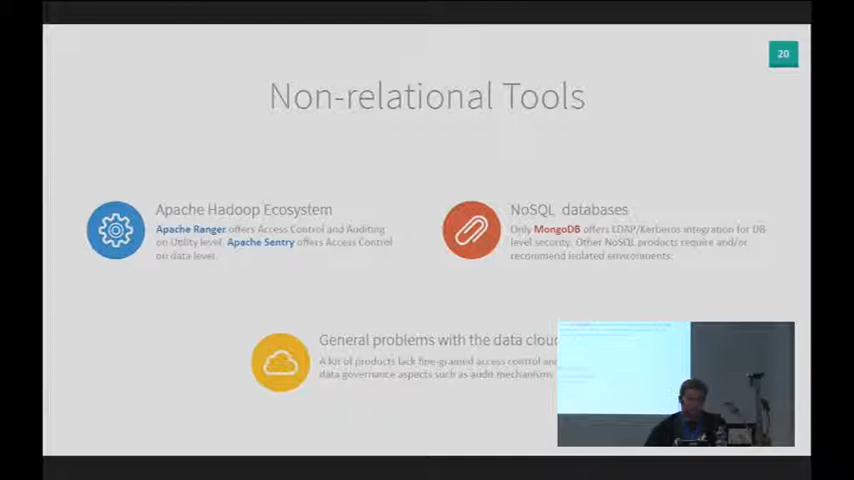 20
Non-relational Tools
Apache Hadoop Ecosystem
Apache Ranger offers Access Control and Auditing
on Utility level. Apache Sentry offers Access Control
on data level.
NoSQL databases
Only MongoDB offers LDAP/Kerberos integration for DB
level security. Other NoSQL products require and/or
recommend isolated environments.
General problems with the data clou
A lot of products lack fine-grained access control an
data governance aspects such as audit mechanisms